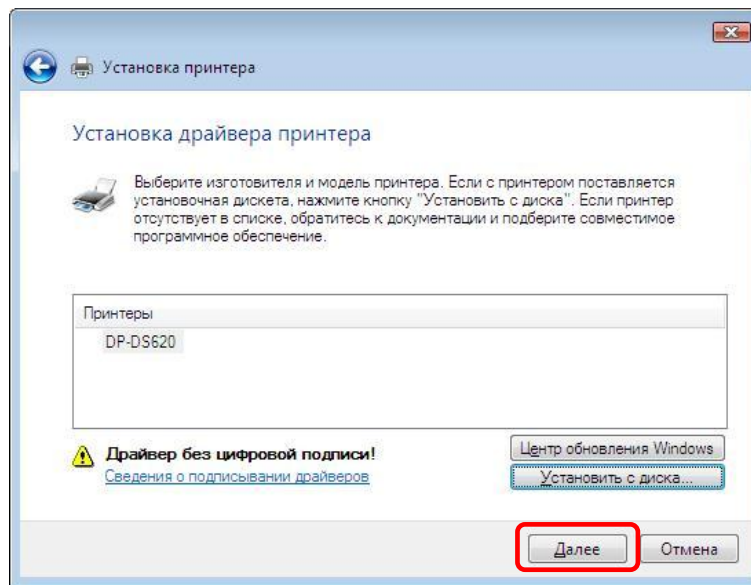 Установка принтера
Установка драйвера принтера
Выберите изготовителя и модель принтера. Если с принтером поставляется
установочная дискета, нажмите кнопку "Установить с диска". Если принтер
отсутствует в списке, обратитесь к документации и подберите совместимое
программное обеспечение.
Принтеры
DP-DS620
Драйвер без цифровой подписи!
Сведения о подписывании драйверов
Центр обновления Windows
Установить с диска...
Далее
Отмена